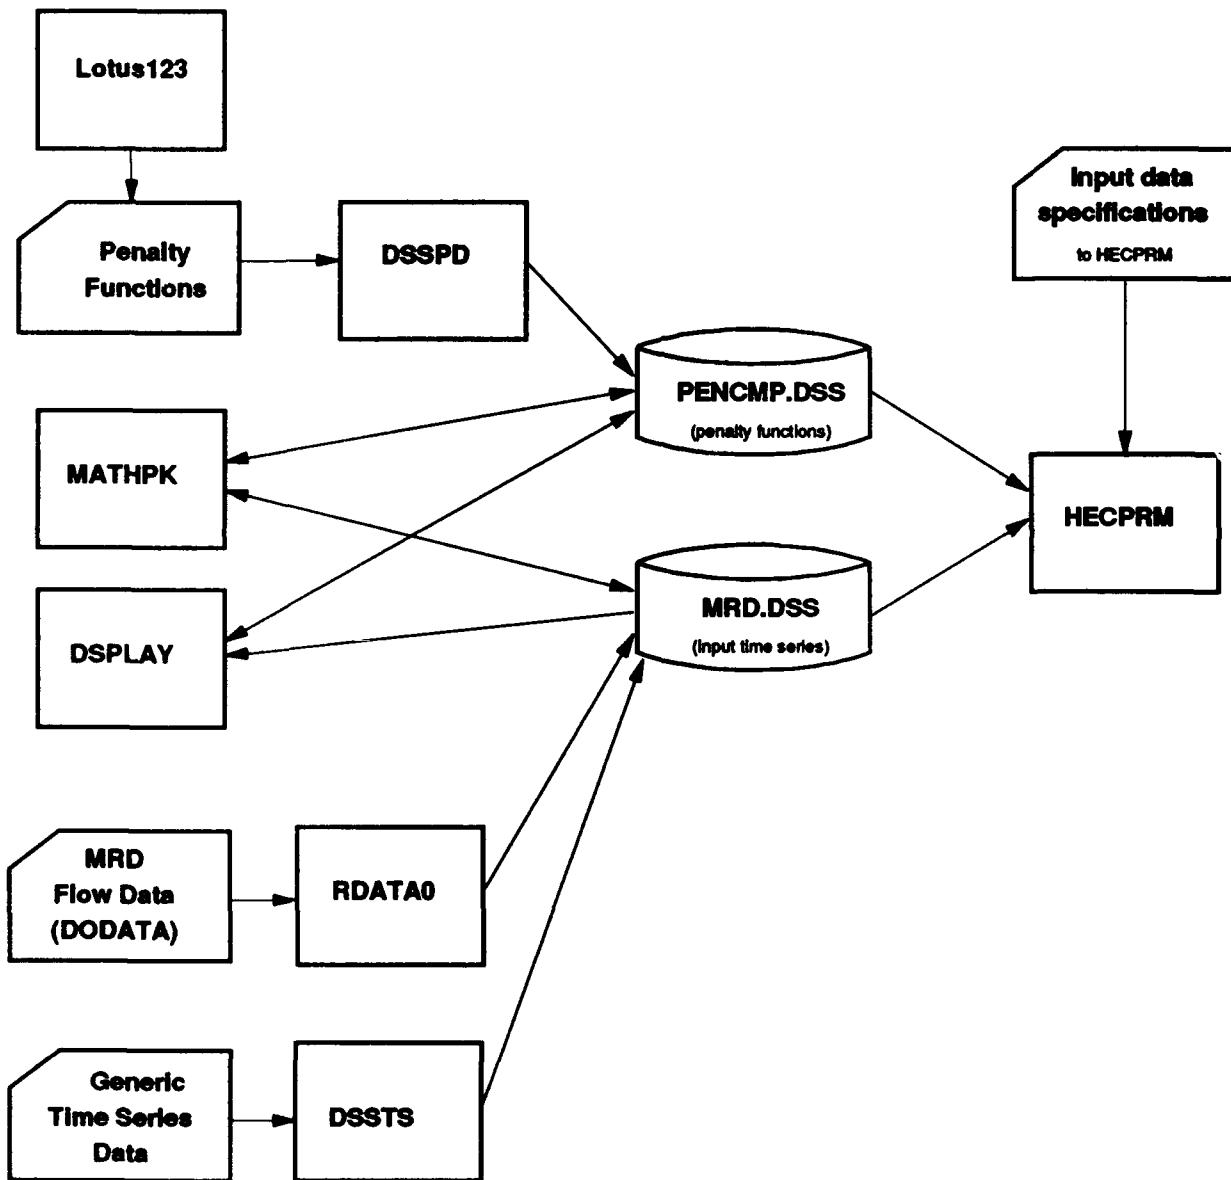 Lotus123
Input data
specifications
to HECPRM
Penalty
Functions
DSSPD
PENCMP.DSS
(penalty functions)
MATHPK
HECPRM
MRD.DSS
(input time series)
DSPLAY
MRD
Flow Data
(DODATA)
RDATA0
Generic
Time Series
Data
DSSTS